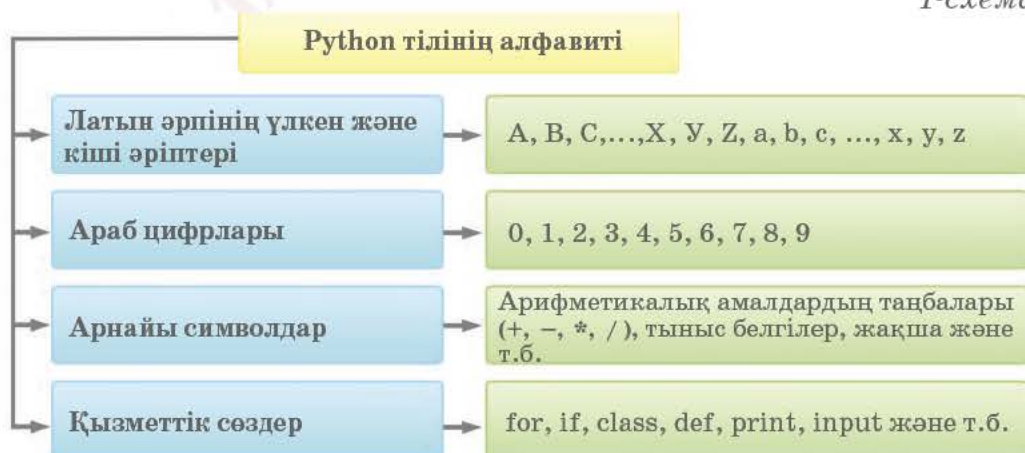 1-схема
Python тілінің алфавиті
Латын әрпінің үлкен және
кіші әріптері
A, B, C,...,X, У, Z, a, b, c, ..., x, y, z
Араб цифрлары
0, 1, 2, 3, 4, 5, 6, 7, 8, 9
Арнайы символдар
Арифметикалық амалдардың таңбалары
(+, −, *, / ), тыныс белгілер, жақша және
т.б.
Қызметтік сөздер
for, if, class, def, print, input және т.б.